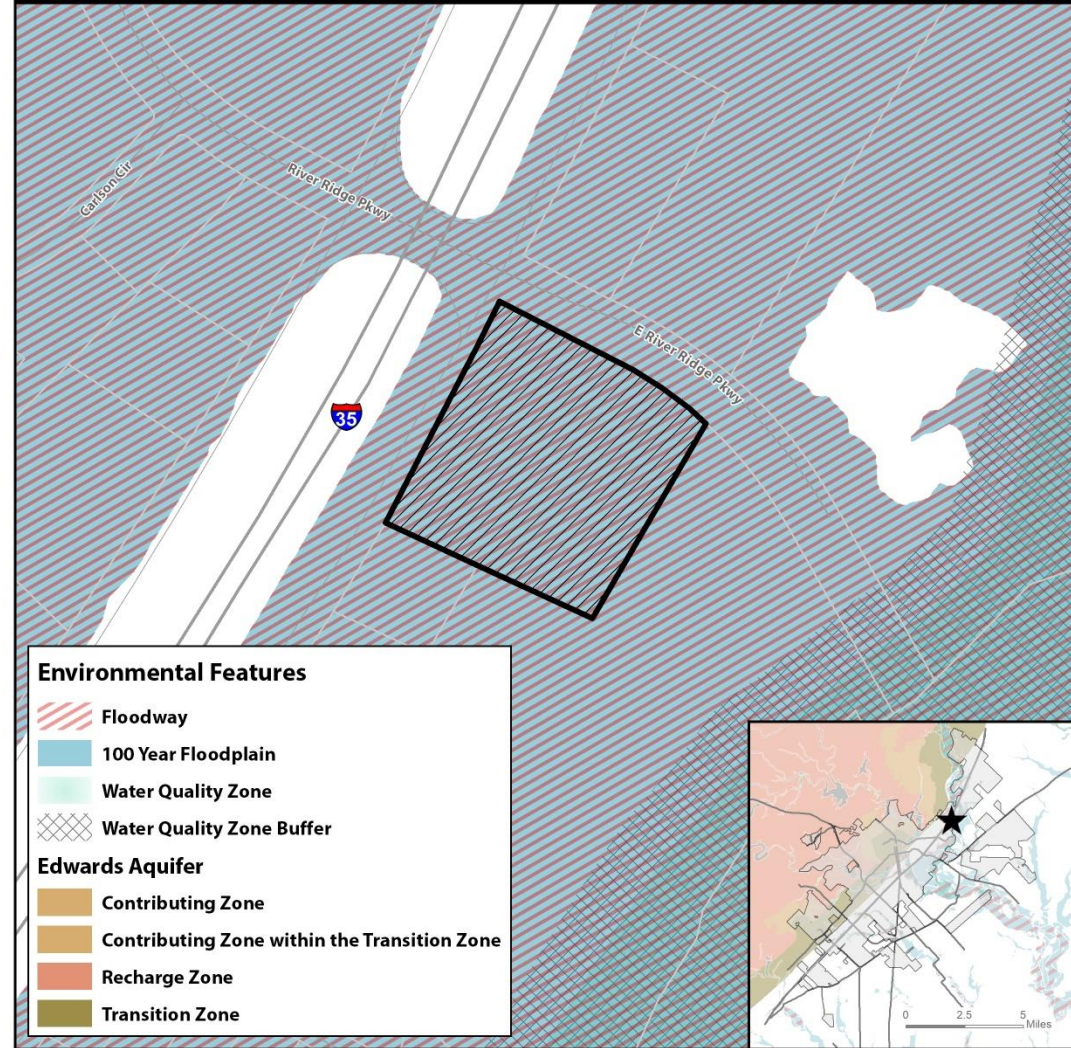 Carlson Cir
River Ridge Pkwy
E River Ridge Pkwy
35
Environmental Features
Floodway
100 Year Floodplain
Water Quality Zone
Water Quality Zone Buffer
Edwards Aquifer
Contributing Zone
Contributing Zone within the Transition Zone
Recharge Zone
Transition Zone
0 2.5 5
Miles